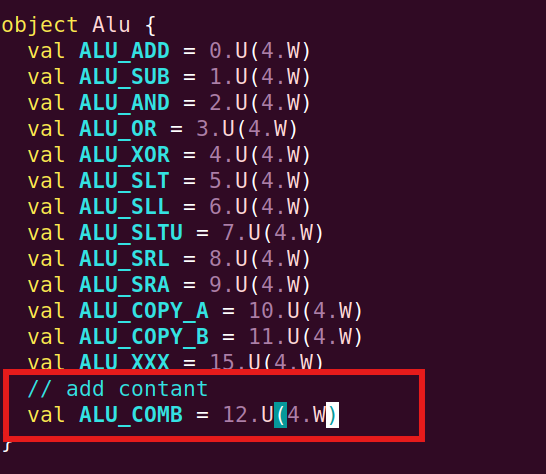 object Alu {
val ALU_ADD = 0.U(4.W)
val ALU_SUB = 1.U(4.W)
val ALU_AND = 2.U(4.W)
val ALU_OR = 3.U(4.W)
val ALU_XOR = 4.U(4.W)
val ALU_SLT = 5.U(4.W)
val ALU_SLL = 6.U(4.W)
val ALU_SLTU = 7.U(4.W)
val ALU_SRL = 8.U(4.W)
val ALU_SRA = 9.U(4.W)
val ALU_COPY_A = 10.U(4.W)
val ALU_COPY_B = 11.U(4.W)
val ALU_XXX = 15.U(4.W)
// add contant
val ALU_COMB = 12.U(4.W)
}